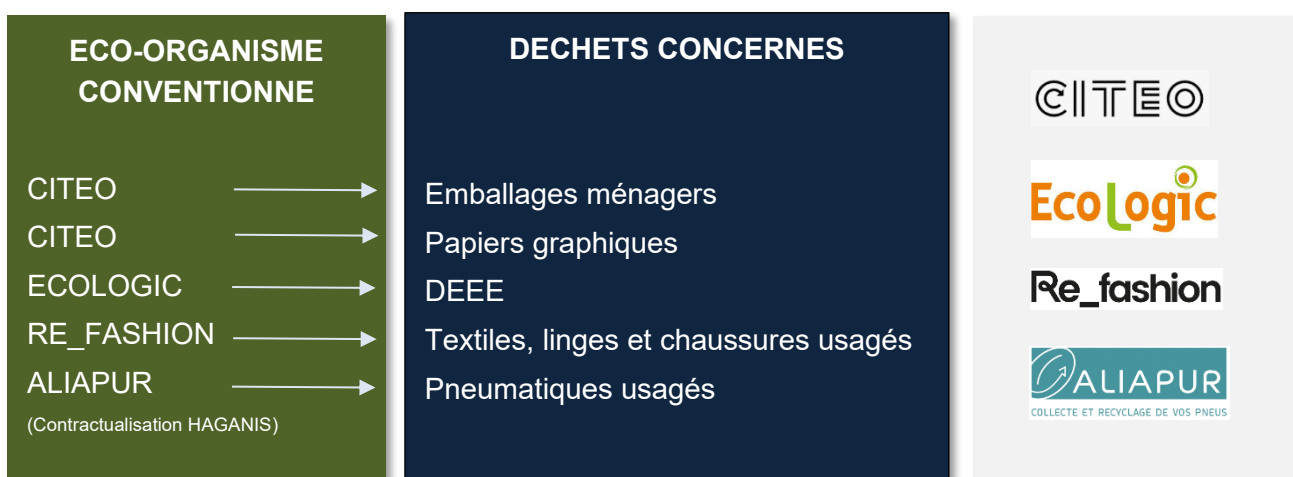 ECO-ORGANISME
CONVENTIONNE
CITEO
CITEO
ECOLOGIC
RE_FASHION
ALIAPUR
(Contractualisation HAGANIS)
DECHETS CONCERNES
Emballages ménagers
Papiers graphiques
DEEE
Textiles, linges et chaussures usagés
Pneumatiques usagés
CITEO
EcoLogic
Re_fashion
ALIAPUR
COLLECTE ET RECYCLAGE DE VOS PNEUS